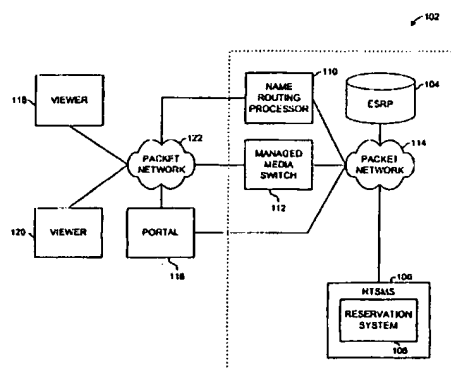 102
118
VIEWER
NAME
ROUTING
PROCESSOR
110
ESRP
104
122
PACKET
NETWORK
MANAGED
MEDIA
SWITCH
112
PACKET
NETWORK
114
120
VIEWER
PORTAL
116
106
RTSMS
RESERVATION
SYSTEM
108